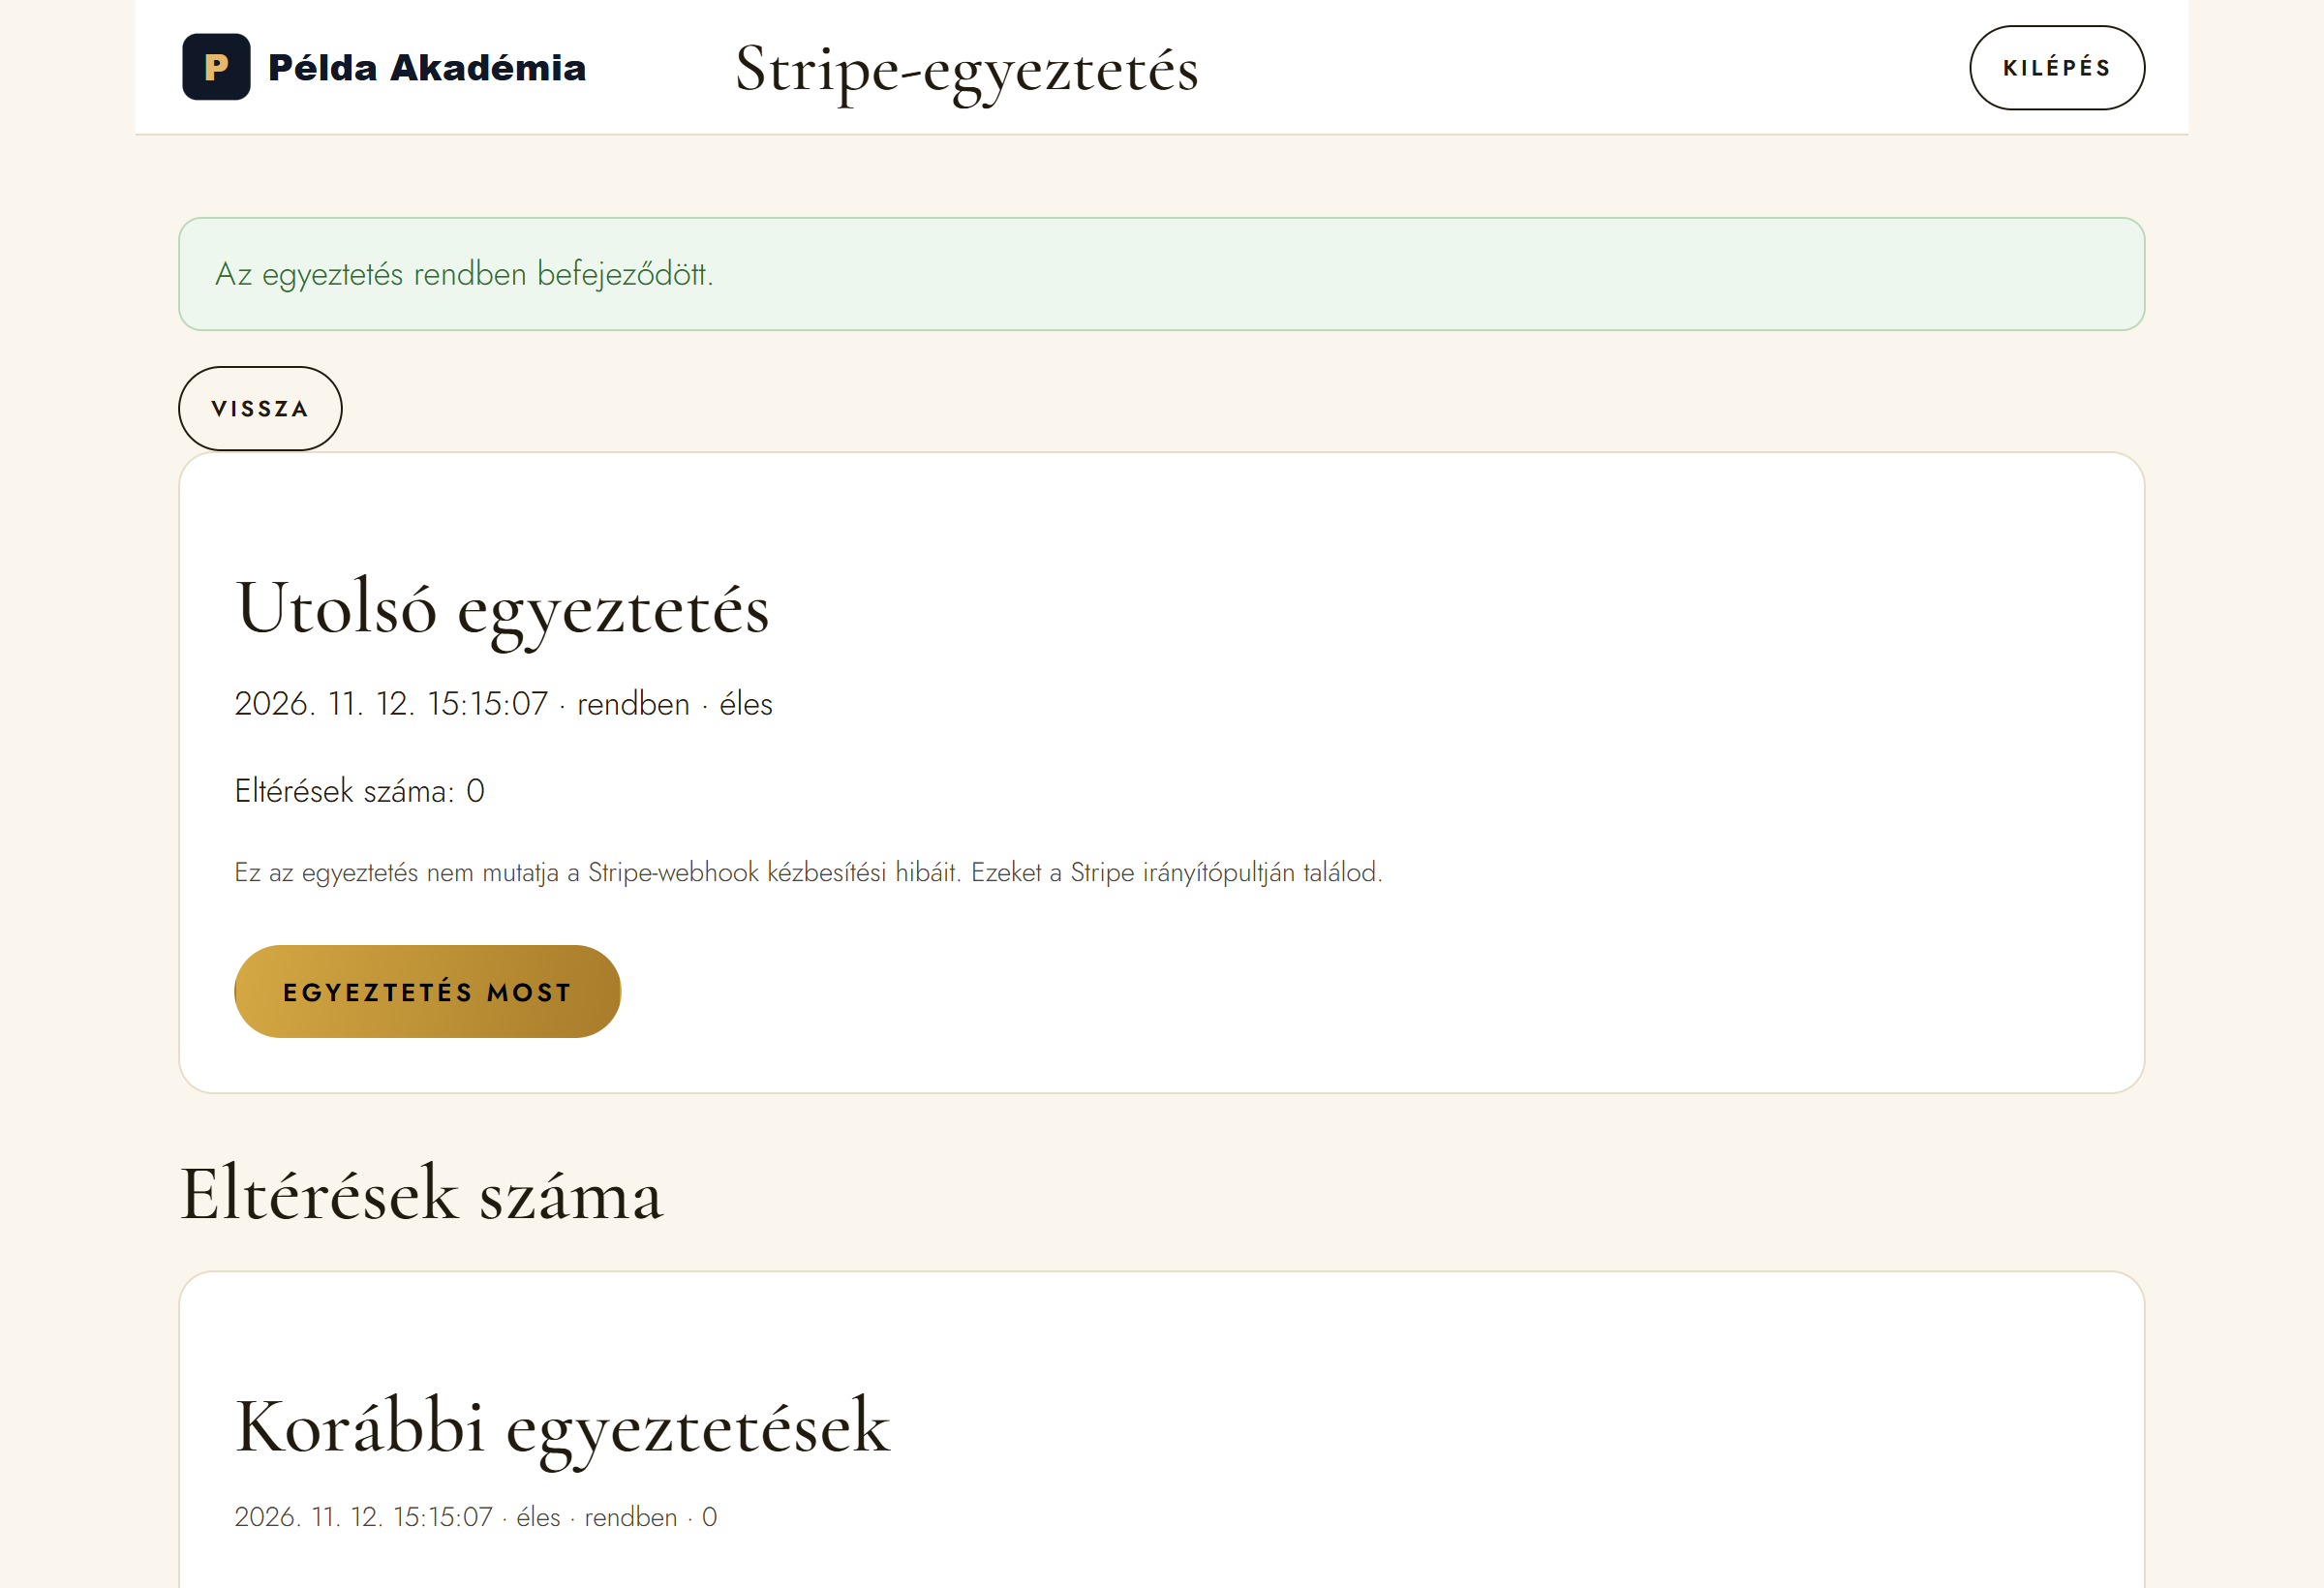 P Példa Akadémia
Stripe-egyeztetés
KILÉPÉS
Az egyeztetés rendben befejeződött.
VISSZA
Utolsó egyeztetés
2026. 11. 12. 15:15:07 · rendben · éles
Eltérések száma: 0
Ez az egyeztetés nem mutatja a Stripe-webhook kézbesítési hibáit. Ezeket a Stripe irányítópultján találod.
EGYEZTETÉS MOST
Eltérések száma
Korábbi egyeztetések
2026. 11. 12. 15:15:07 · éles · rendben · 0